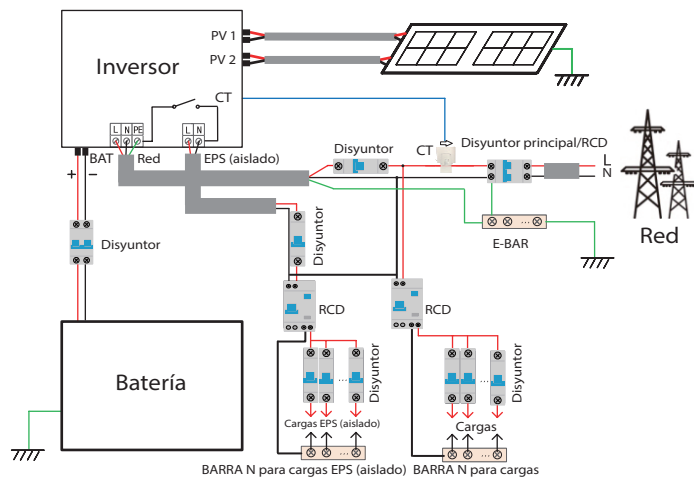 PV 1
PV 2
Inversor
CT
L N PE
L N
BAT
Red
EPS (aislado)
+
−
Disyuntor
CT
Disyuntor principal/RCD
L
N
Red
E-BAR
Disyuntor
Disyuntor
RCD
RCD
Batería
Disyuntor
Disyuntor
...
...
...
Cargas EPS (aislado)
Cargas
...
...
BARRA N para cargas EPS (aislado)
BARRA N para cargas